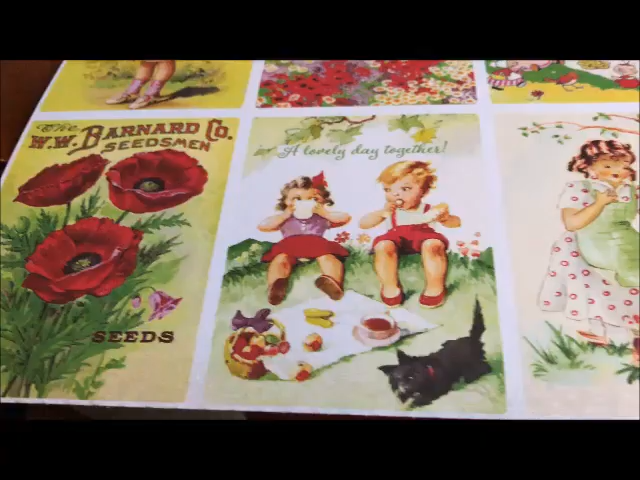 The
W.W. BARNARD CO.
SEEDSMEN
SEEDS
A lovely day together!